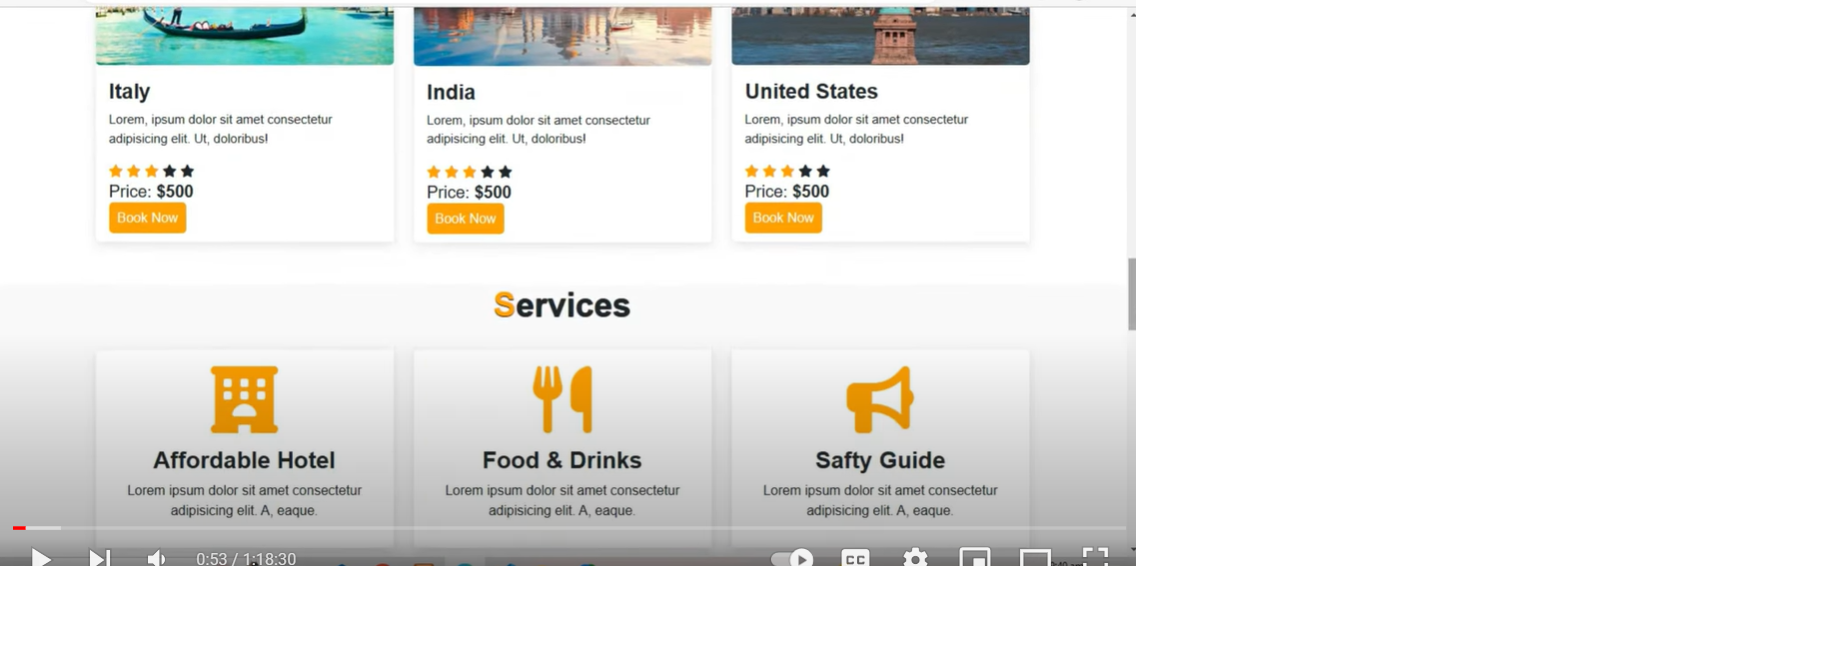 Italy
Lorem, ipsum dolor sit amet consectetur
adipisicing elit. Ut, doloribus!
Price: $500
Book Now
India
Lorem, ipsum dolor sit amet consectetur
adipisicing elit. Ut, doloribus!
Price: $500
Book Now
United States
Lorem, ipsum dolor sit amet consectetur
adipisicing elit. Ut, doloribus!
Price: $500
Book Now
Services
Affordable Hotel
Lorem ipsum dolor sit amet consectetur
adipisicing elit. A, eaque.
Food & Drinks
Lorem ipsum dolor sit amet consectetur
adipisicing elit. A, eaque.
Safty Guide
Lorem ipsum dolor sit amet consectetur
adipisicing elit. A, eaque.
0:53 / 1:18:30
CC